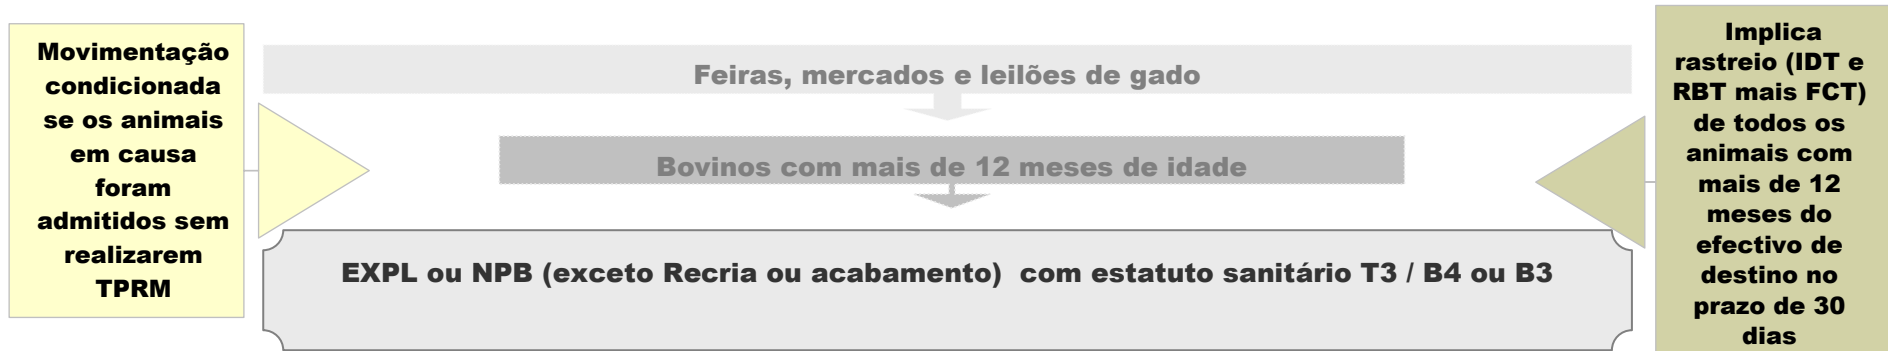 Movimentação
condicionada
se os animais
em causa
foram
admitidos sem
realizarem
TPRM
Feiras, mercados e leilões de gado
Bovinos com mais de 12 meses de idade
EXPL ou NPB (exceto Recria ou acabamento)  com estatuto sanitário T3 / B4 ou B3
Implica
rastreio (IDT e
RBT mais FCT)
de todos os
animais com
mais de 12
meses do
efectivo de
destino no
prazo de 30
dias